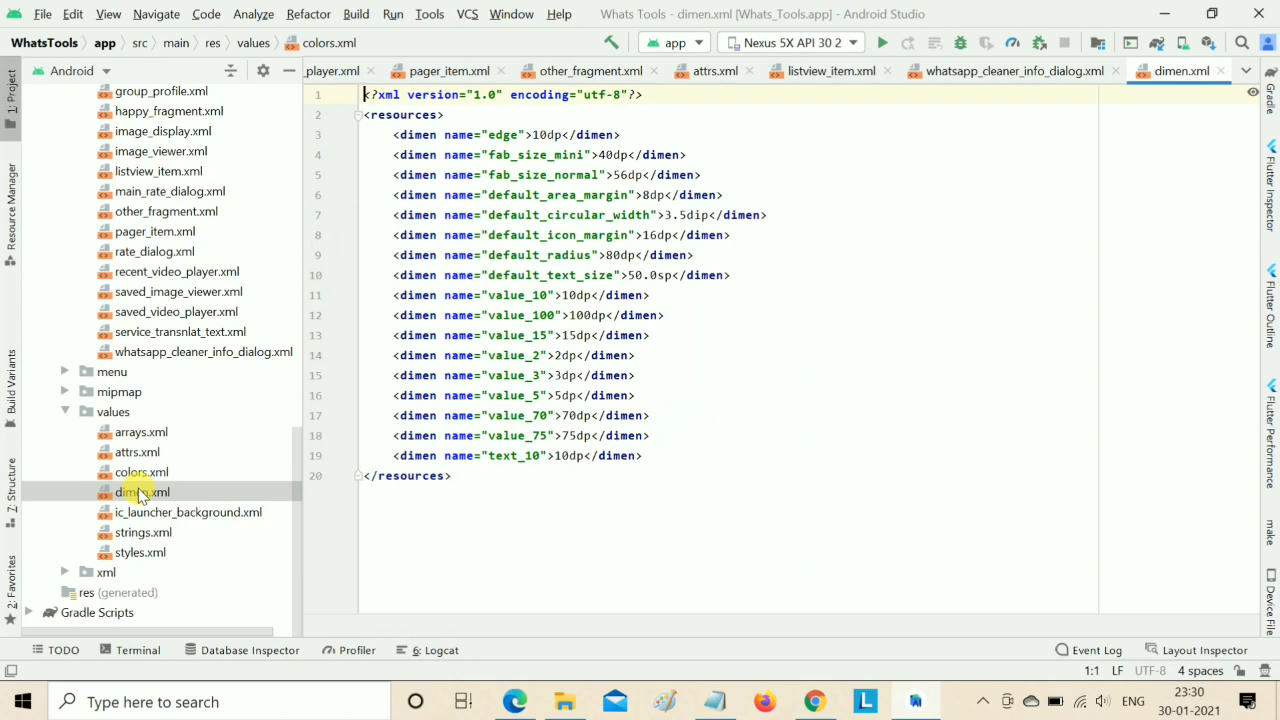 File Edit View Navigate Code Analyze Refactor Build Run Tools VCS Window Help Whats Tools - dimen.xml [Whats_Tools.app] - Android Studio
WhatsTools app src main res values colors.xml app Nexus 5X API 30 2
1: Project
Resource Manager
Build Variants
Z: Structure
2: Favorites
Android
_player.xml pager_item.xml other_fragment.xml attrs.xml listview_item.xml whatsapp_cleaner_info_dialog.xml dimen.xml
group_profile.xml
happy_fragment.xml
image_display.xml
image_viewer.xml
listview_item.xml
main_rate_dialog.xml
other_fragment.xml
pager_item.xml
rate_dialog.xml
recent_video_player.xml
saved_image_viewer.xml
saved_video_player.xml
service_transnlat_text.xml
whatsapp_cleaner_info_dialog.xml
menu
mipmap
values
arrays.xml
attrs.xml
colors.xml
dimen.xml
ic_launcher_background.xml
strings.xml
styles.xml
xml
res (generated)
Gradle Scripts
1 <?xml version="1.0" encoding="utf-8"?>
2 <resources>
3 <dimen name="edge">10dp</dimen>
4 <dimen name="fab_size_mini">40dp</dimen>
5 <dimen name="fab_size_normal">56dp</dimen>
6 <dimen name="default_area_margin">8dp</dimen>
7 <dimen name="default_circular_width">3.5dip</dimen>
8 <dimen name="default_icon_margin">16dp</dimen>
9 <dimen name="default_radius">80dp</dimen>
10 <dimen name="default_text_size">50.0sp</dimen>
11 <dimen name="value_10">10dp</dimen>
12 <dimen name="value_100">100dp</dimen>
13 <dimen name="value_15">15dp</dimen>
14 <dimen name="value_2">2dp</dimen>
15 <dimen name="value_3">3dp</dimen>
16 <dimen name="value_5">5dp</dimen>
17 <dimen name="value_70">70dp</dimen>
18 <dimen name="value_75">75dp</dimen>
19 <dimen name="text_10">10dp</dimen>
20 </resources>
Gradle
Flutter Inspector
Flutter Outline
Flutter Performance
make
Device File
TODO Terminal Database Inspector Profiler 6: Logcat Event Log Layout Inspector
1:1 LF UTF-8 4 spaces
Type here to search
L
ENG
23:30
30-01-2021